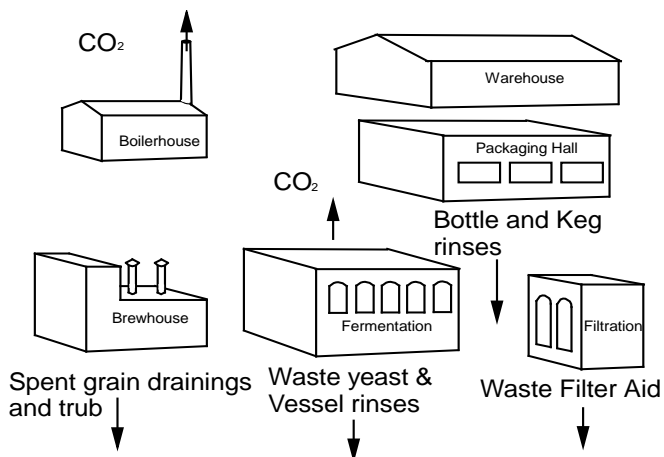 CO₂
Boilerhouse
Warehouse
Packaging Hall
CO₂
Bottle and Keg
rinses
Brewhouse
Fermentation
Filtration
Spent grain drainings
and trub
Waste yeast &
Vessel rinses
Waste Filter Aid